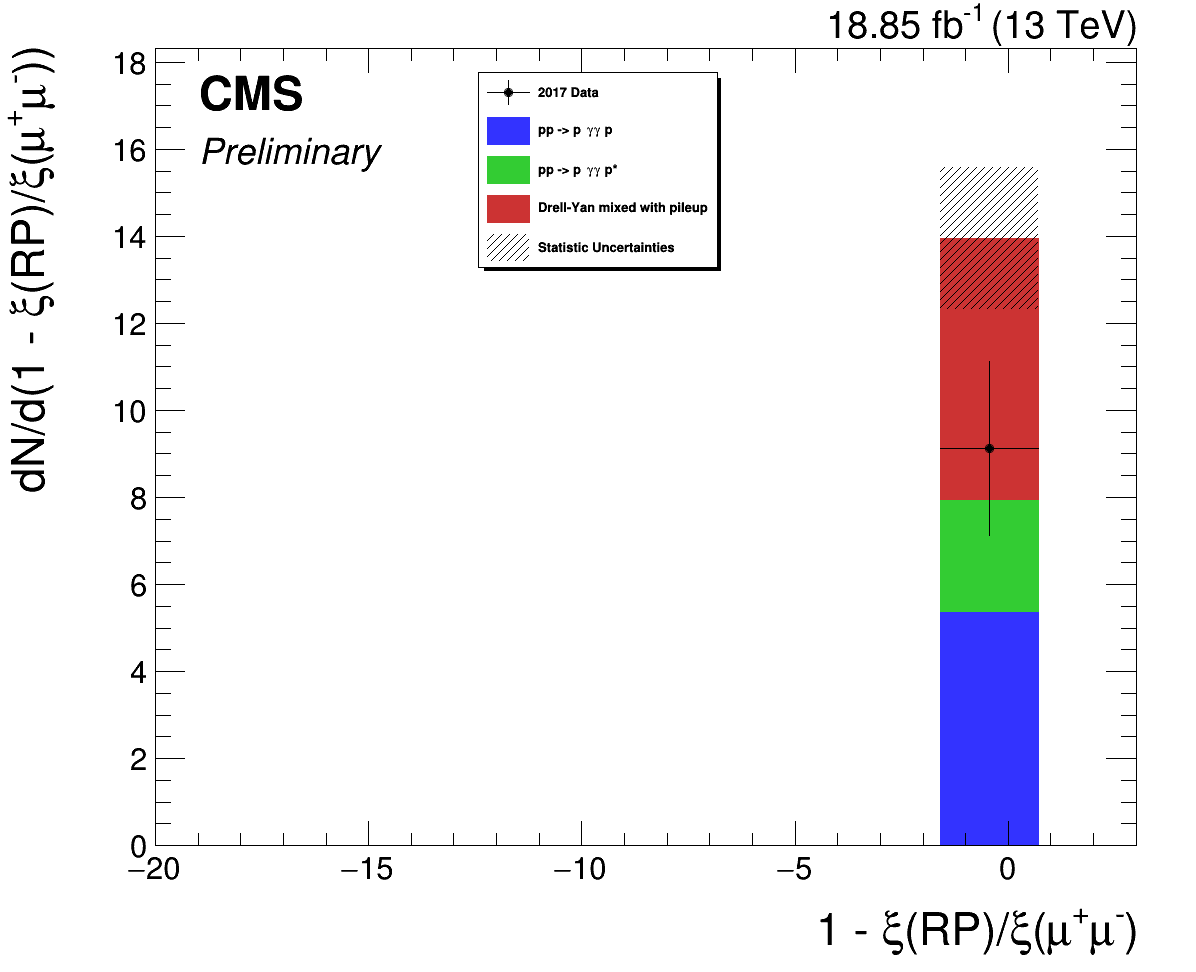 18.85 fb⁻¹ (13 TeV)
CMS
Preliminary
2017 Data
pp -> p γγ p
pp -> p γγ p*
Drell-Yan mixed with pileup
Statistic Uncertainties
dN/d(1 - ξ(RP)/ξ(μ⁺μ⁻))
18
16
14
12
10
8
6
4
2
0
−20 −15 −10 −5 0
1 - ξ(RP)/ξ(μ⁺μ⁻)